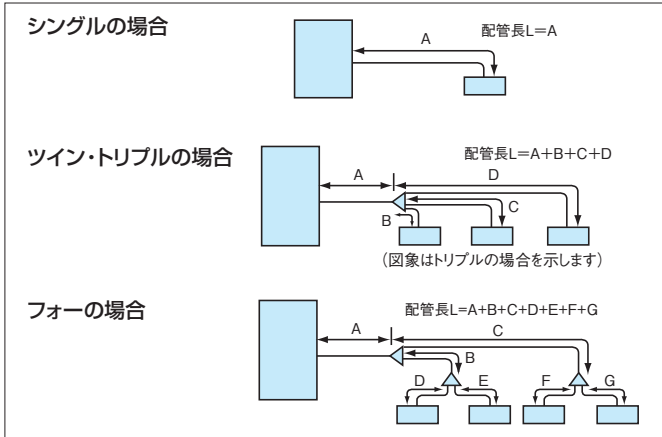 シングルの場合
配管長L=A
A
ツイン・トリプルの場合
配管長L=A+B+C+D
A
D
C
B
(図象はトリプルの場合を示します)
フォーの場合
配管長L=A+B+C+D+E+F+G
A
C
B
D
E
F
G